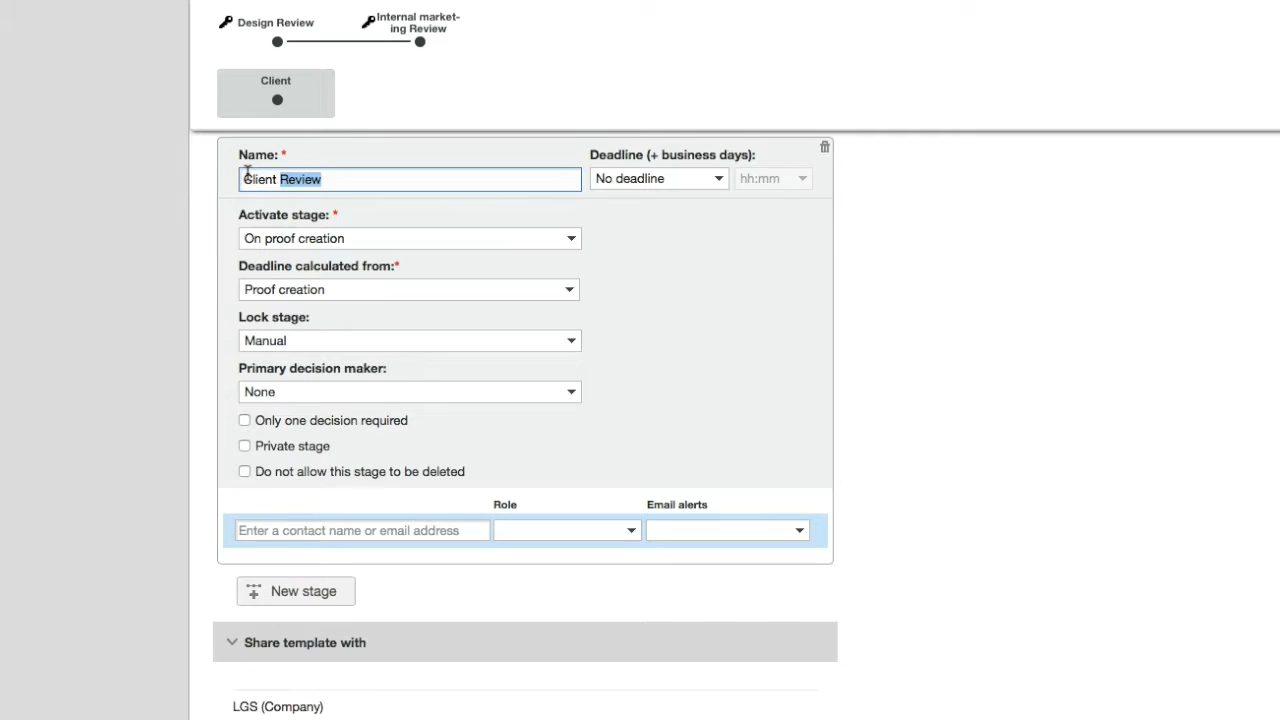 Design Review
Internal market-
ing Review
Client
Name: *
Deadline (+ business days):
Client Review
No deadline
hh:mm
Activate stage: *
On proof creation
Deadline calculated from:*
Proof creation
Lock stage:
Manual
Primary decision maker:
None
Only one decision required
Private stage
Do not allow this stage to be deleted
Role
Email alerts
Enter a contact name or email address
New stage
Share template with
LGS (Company)